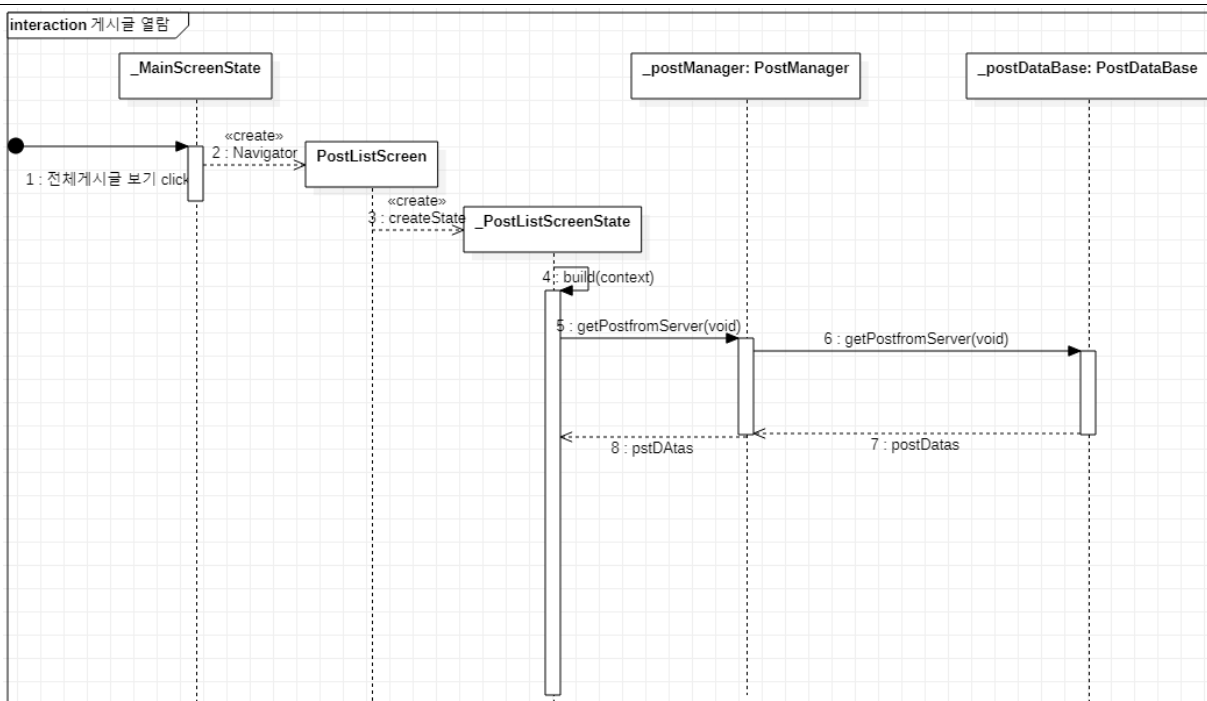 interaction 게시글 열람
_MainScreenState
_postManager: PostManager
_postDataBase: PostDataBase
«create»
2 : Navigator
PostListScreen
1 : 전체게시글 보기 click
«create»
3 : createState
_PostListScreenState
4 : build(context)
5 : getPostfromServer(void)
6 : getPostfromServer(void)
7 : postDatas
8 : pstDAtas